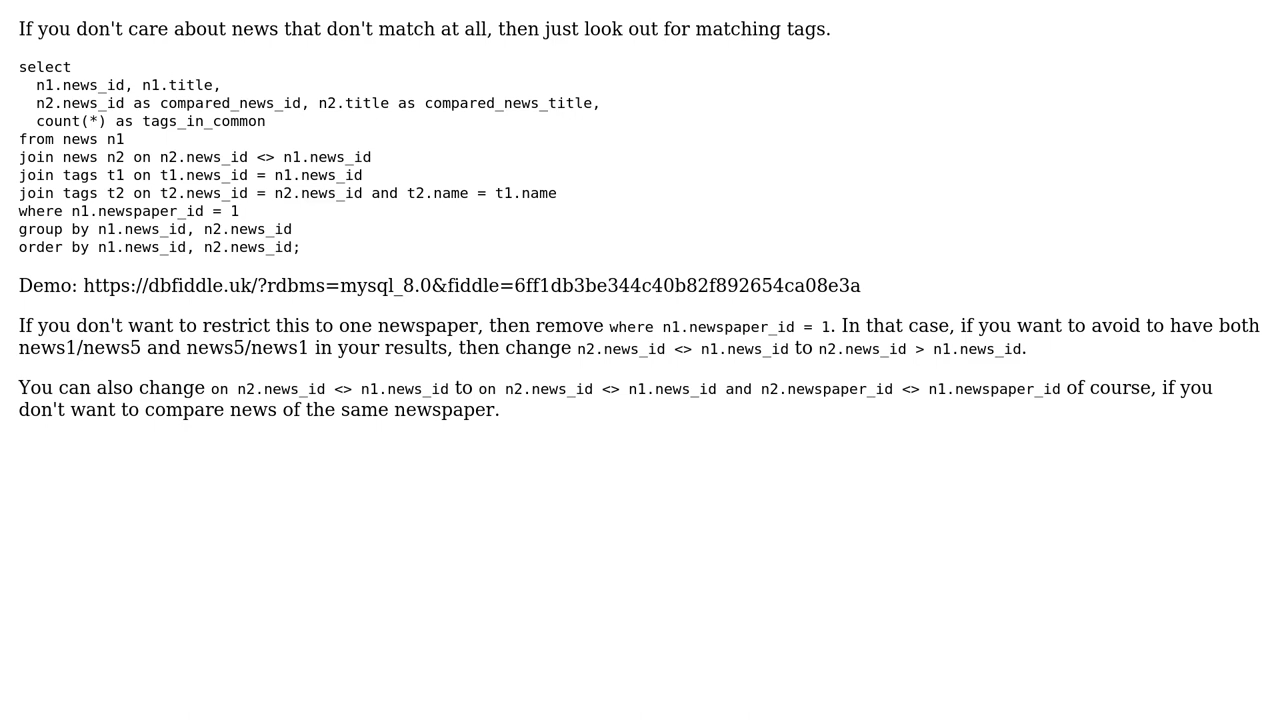 If you don't care about news that don't match at all, then just look out for matching tags.
select
  n1.news_id, n1.title,
  n2.news_id as compared_news_id, n2.title as compared_news_title,
  count(*) as tags_in_common
from news n1
join news n2 on n2.news_id <> n1.news_id
join tags t1 on t1.news_id = n1.news_id
join tags t2 on t2.news_id = n2.news_id and t2.name = t1.name
where n1.newspaper_id = 1
group by n1.news_id, n2.news_id
order by n1.news_id, n2.news_id;
Demo: https://dbfiddle.uk/?rdbms=mysql_8.0&fiddle=6ff1db3be344c40b82f892654ca08e3a
If you don't want to restrict this to one newspaper, then remove where n1.newspaper_id = 1. In that case, if you want to avoid to have both
news1/news5 and news5/news1 in your results, then change n2.news_id <> n1.news_id to n2.news_id > n1.news_id.
You can also change on n2.news_id <> n1.news_id to on n2.news_id <> n1.news_id and n2.newspaper_id <> n1.newspaper_id of course, if you
don't want to compare news of the same newspaper.